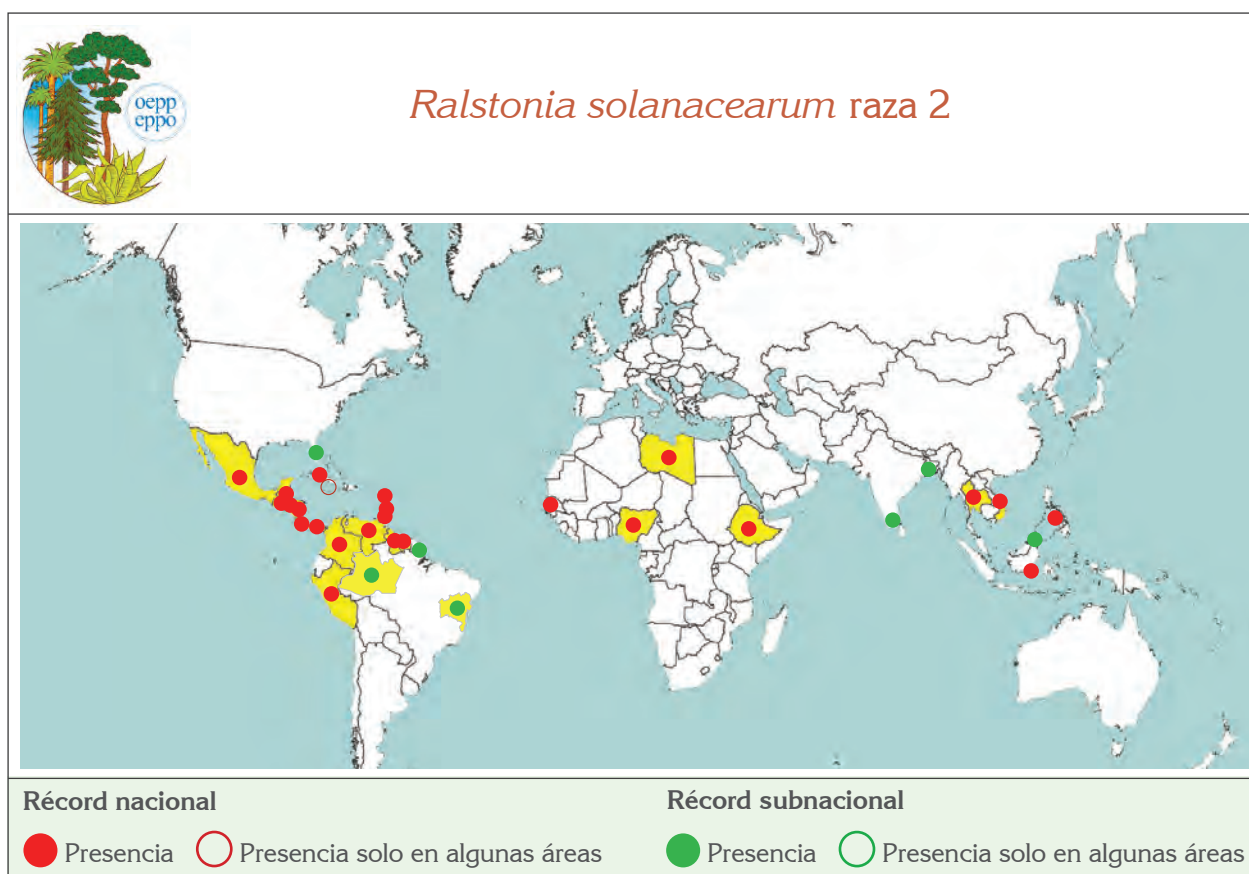 oepp
eppo
Ralstonia solanacearum raza 2
Récord nacional
Presencia
Presencia solo en algunas áreas
Récord subnacional
Presencia
Presencia solo en algunas áreas